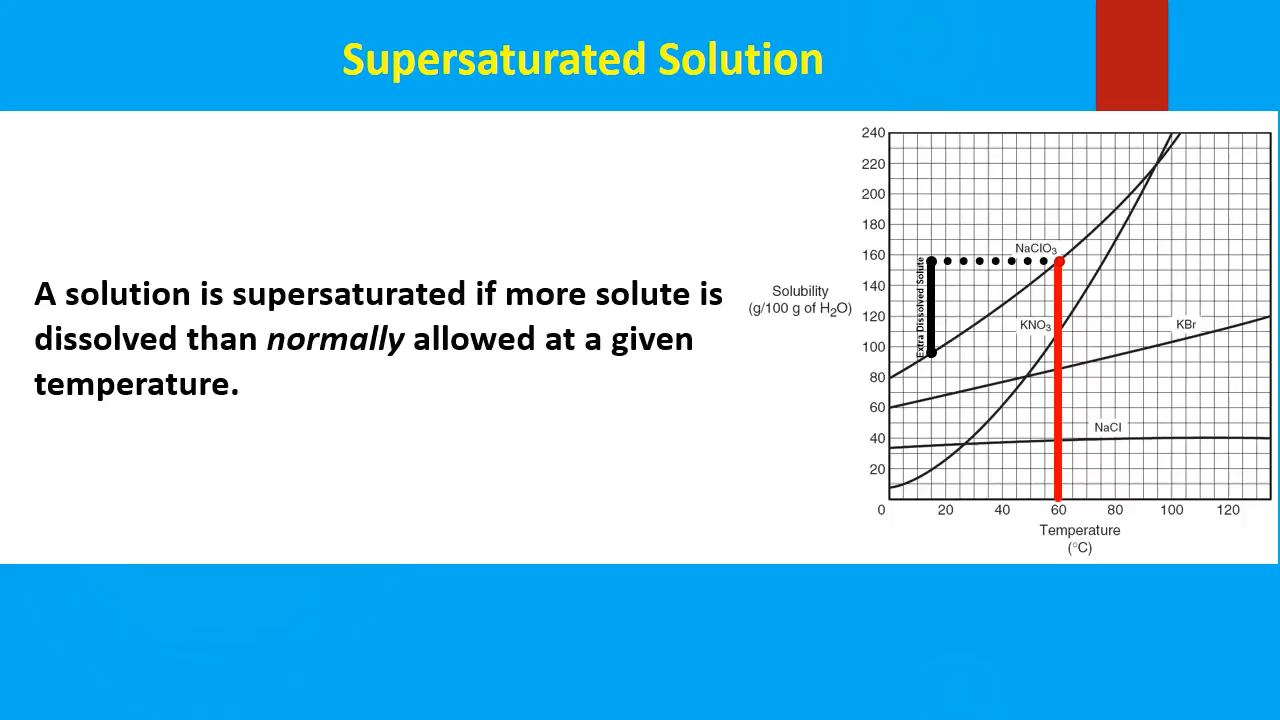 Supersaturated Solution
A solution is supersaturated if more solute is
dissolved than normally allowed at a given
temperature.
Solubility
(g/100 g of H₂O)
240
220
200
180
160
140
120
100
80
60
40
20
0
NaClO₃
KNO₃
KBr
NaCl
Extra Dissolved Solute
20 40 60 80 100 120
Temperature
(°C)